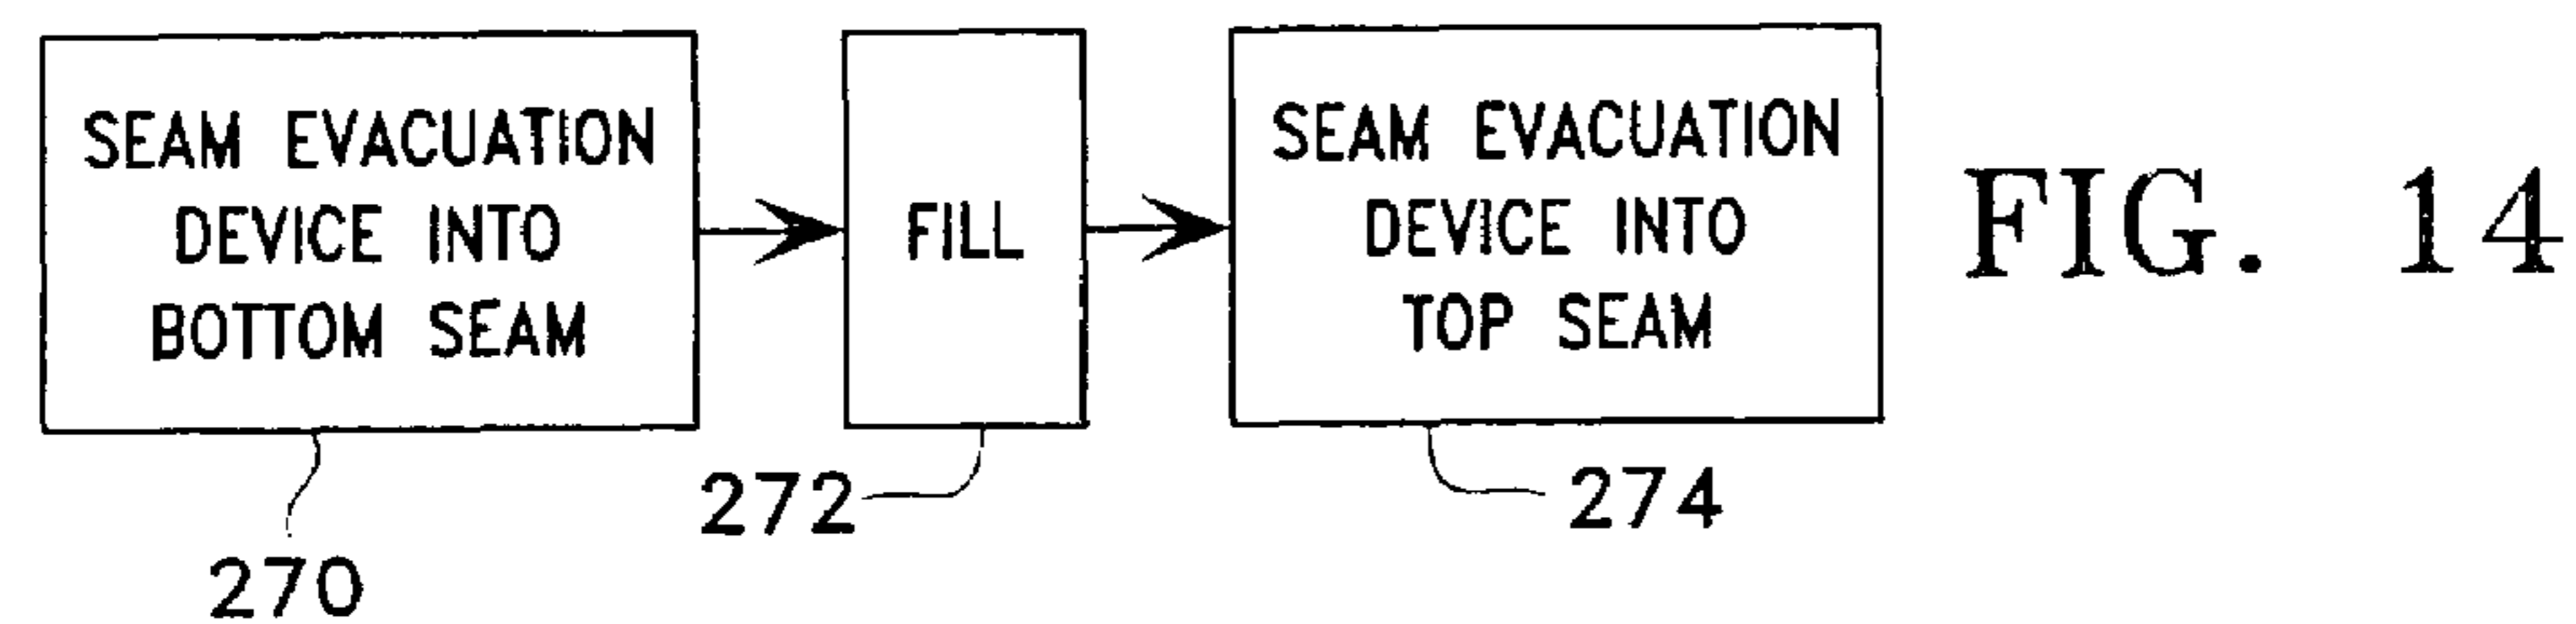 SEAM EVACUATION
DEVICE INTO
BOTTOM SEAM
FILL
SEAM EVACUATION
DEVICE INTO
TOP SEAM
FIG. 14
270
272
274